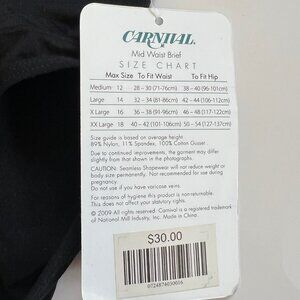 CARNIVAL
Mid Waist Brief
SIZE CHART
Max Size To Fit Waist To Fit Hip
Medium 12 28 – 30 (71-76cm) 38 – 40 (96-101cm)
Large 14 32 – 34 (81-86cm) 42 – 44 (106-112cm)
X Large 16 36 – 38 (91-96cm) 46 – 48 (117-122cm)
XX Large 18 40 – 42 (101-106cm) 50 – 54 (127-137cm)
Size guide is based on average height
89% Nylon, 11% Spandex, 100% Cotton Gusset
Due to continued improvements, the garment may differ
slightly from that shown in the photographs.
CAUTION: Seamless Shapewear will not reduce weight or
body size permanently. Not recommended for use during
pregnancy
Do not use if you have varicose veins.
For reasons of hygiene this product is non-returnable.
This does not affect your statutory rights.
© 2009 All rights reserved. Carnival is a registered trademark
of National Mill Industry, Inc. Made in China.
$30.00
0724874030016